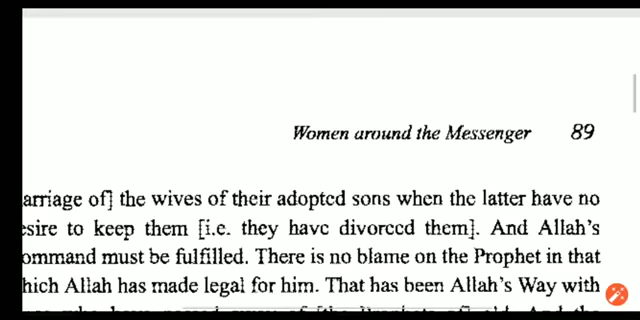 Women around the Messenger 89
arriage of] the wives of their adopted sons when the latter have no
esire to keep them [i.e. they have divorced them]. And Allah's
ommand must be fulfilled. There is no blame on the Prophet in that
hich Allah has made legal for him. That has been Allah's Way with